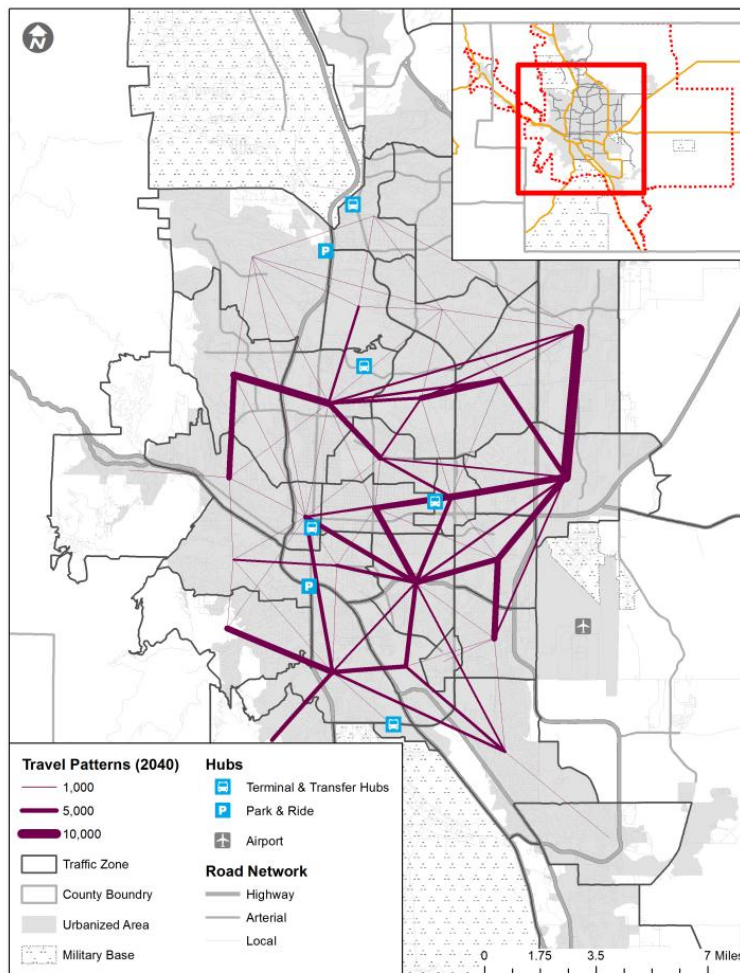 N
P
P
Travel Patterns (2040)
1,000
5,000
10,000
Traffic Zone
County Boundry
Urbanized Area
Military Base
Hubs
Terminal & Transfer Hubs
P Park & Ride
Airport
Road Network
Highway
Arterial
Local
0 1.75 3.5 7 Miles